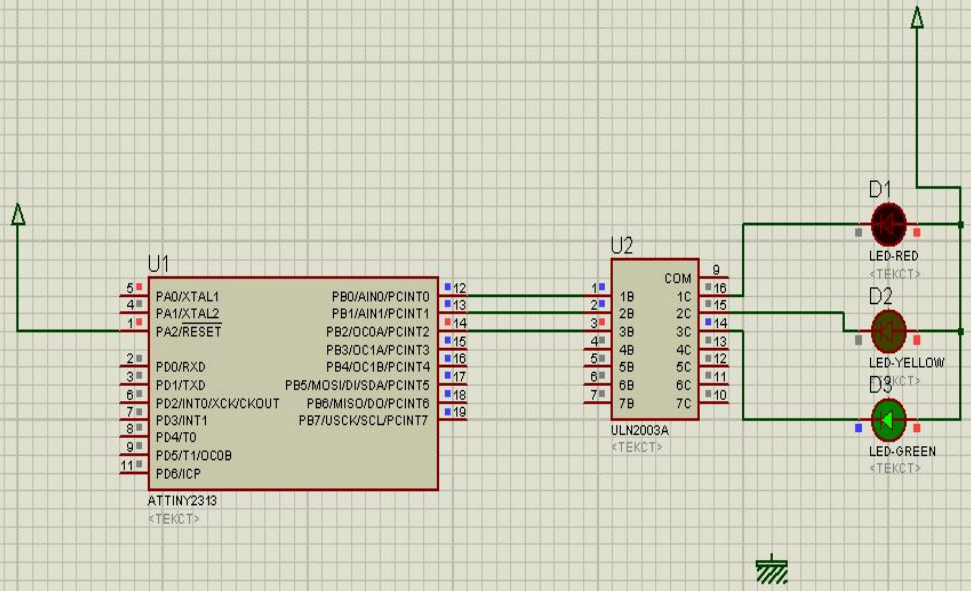 U1
5
PA0/XTAL1
4
PA1/XTAL2
1
PA2/RESET
2
PD0/RXD
3
PD1/TXD
6
PD2/INT0/XCK/CKOUT
7
PD3/INT1
8
PD4/T0
9
PD5/T1/OC0B
11
PD6/ICP
PB0/AIN0/PCINT0
12
PB1/AIN1/PCINT1
13
PB2/OC0A/PCINT2
14
PB3/OC1A/PCINT3
15
PB4/OC1B/PCINT4
16
PB5/MOSI/DI/SDA/PCINT5
17
PB6/MISO/DO/PCINT6
18
PB7/USCK/SCL/PCINT7
19
ATTINY2313
<ТЕКСТ>
U2
COM
9
1
1B
1C
16
2
2B
2C
15
3
3B
3C
14
4
4B
4C
13
5
5B
5C
12
6
6B
6C
11
7
7B
7C
10
ULN2003A
<ТЕКСТ>
D1
LED-RED
<ТЕКСТ>
D2
LED-YELLOW
<ТЕКСТ>
D3
LED-GREEN
<ТЕКСТ>